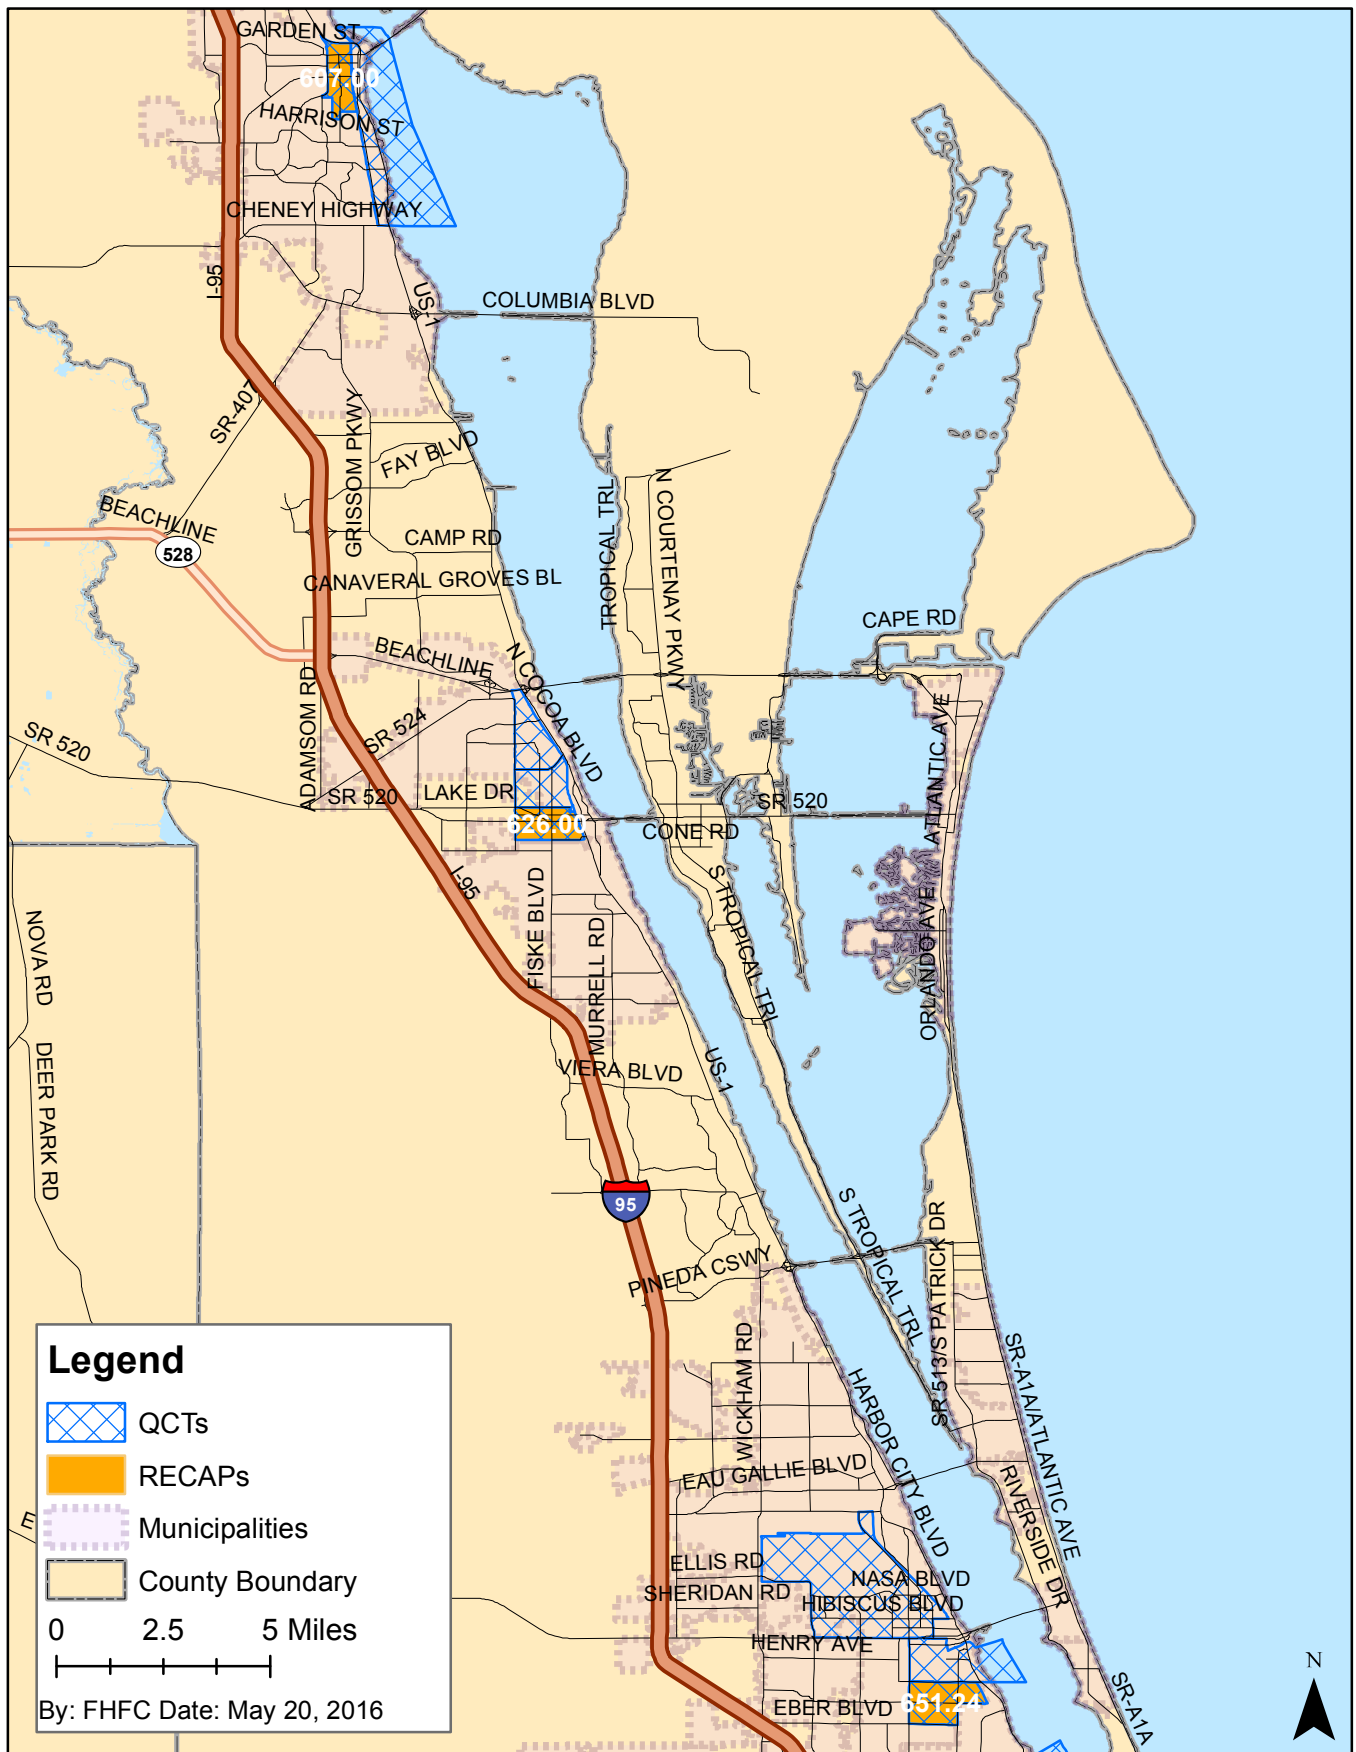 GARDEN ST
607.00
HARRISON ST
CHENEY HIGHWAY
I-95
US-1
COLUMBIA BLVD
SR-407
GRISSOM PKWY
FAY BLVD
BEACHLINE
528
CAMP RD
CANAVERAL GROVES BL
TROPICAL TRL
N COURTENAY PKWY
CAPE RD
BEACHLINE
N COCOA BLVD
ADAMSOM RD
SR 524
SR 520
SR 520
LAKE DR
626.00
SR 520
CONE RD
ATLANTIC AVE
I-95
FISKE BLVD
MURRELL RD
S TROPICAL TRL
ORLANDO AVE
NOVA RD
DEER PARK RD
VIERA BLVD
US-1
95
S TROPICAL TRL
SR 513/S PATRICK DR
PINEDA CSWY
WICKHAM RD
HARBOR CITY BLVD
SR-A1A/ATLANTIC AVE
EAU GALLIE BLVD
RIVERSIDE DR
ELLIS RD
NASA BLVD
SHERIDAN RD
HIBISCUS BLVD
HENRY AVE
EBER BLVD
651.24
SR-A1A
E
Legend
QCTs
RECAPs
Municipalities
County Boundary
0 2.5 5 Miles
By: FHFC Date: May 20, 2016
N